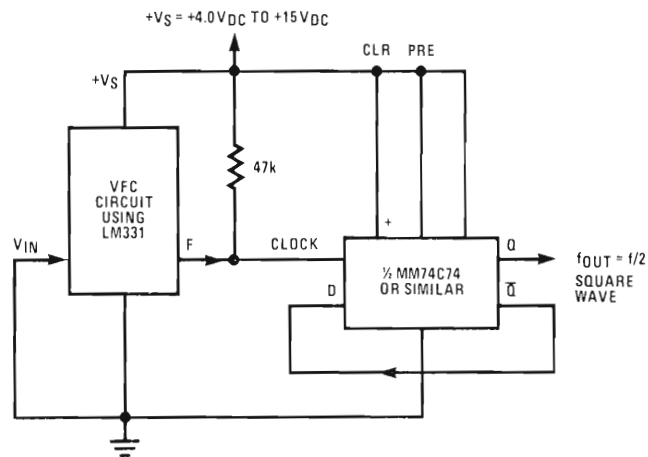 +VS = +4.0VDC TO +15VDC
CLR PRE
+VS
47k
VFC
CIRCUIT
USING
LM331
VIN
F
CLOCK
+
Q
½ MM74C74
OR SIMILAR
D
Q̅
fOUT = f/2
SQUARE
WAVE